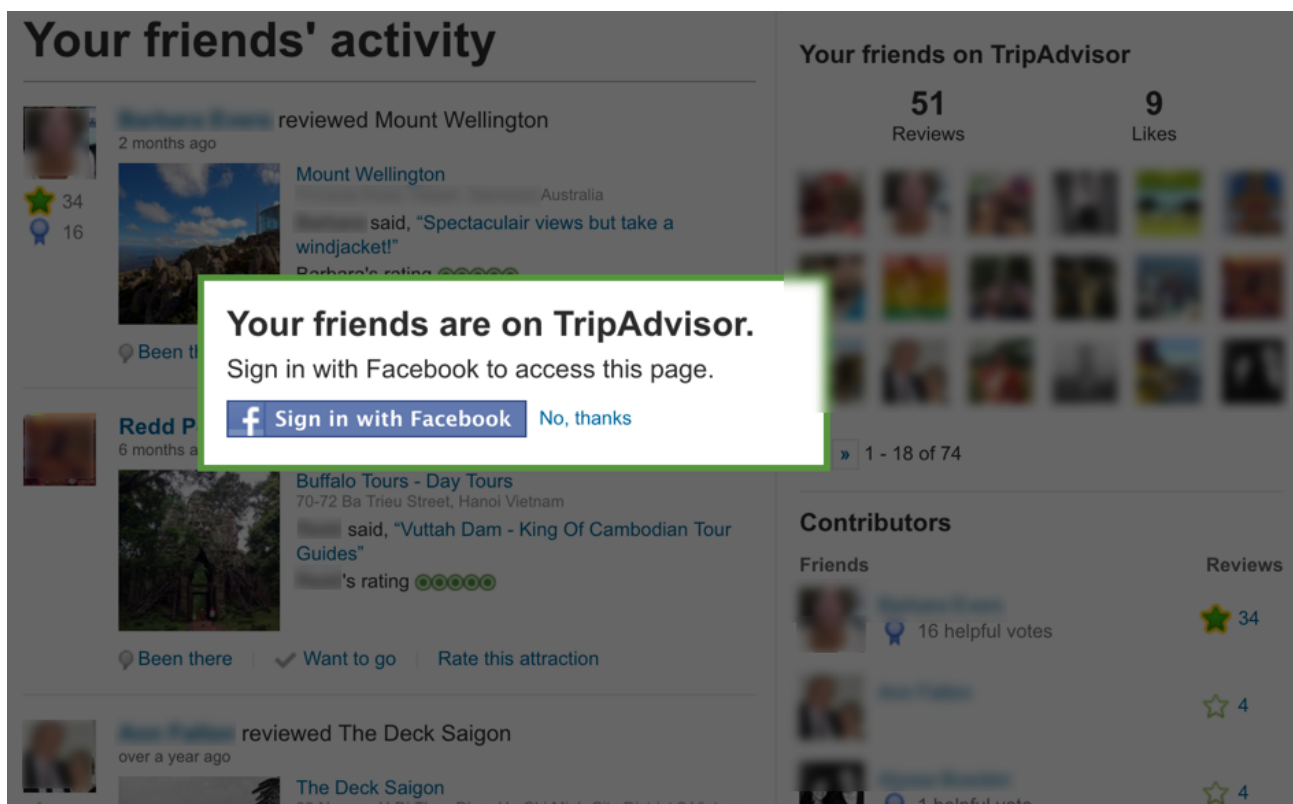 Your friends' activity
reviewed Mount Wellington
2 months ago
34
16
Mount Wellington
Australia
said, “Spectaculair views but take a
windjacket!”
Barbara's rating
Been th
Your friends are on TripAdvisor.
Sign in with Facebook to access this page.
f Sign in with Facebook No, thanks
Redd P
6 months a
Buffalo Tours - Day Tours
70-72 Ba Trieu Street, Hanoi Vietnam
said, “Vuttah Dam - King Of Cambodian Tour
Guides”
's rating
Been there Want to go Rate this attraction
reviewed The Deck Saigon
over a year ago
The Deck Saigon
Your friends on TripAdvisor
51 9
Reviews Likes
» 1 - 18 of 74
Contributors
Friends Reviews
34
16 helpful votes
4
4
1 helpful vote